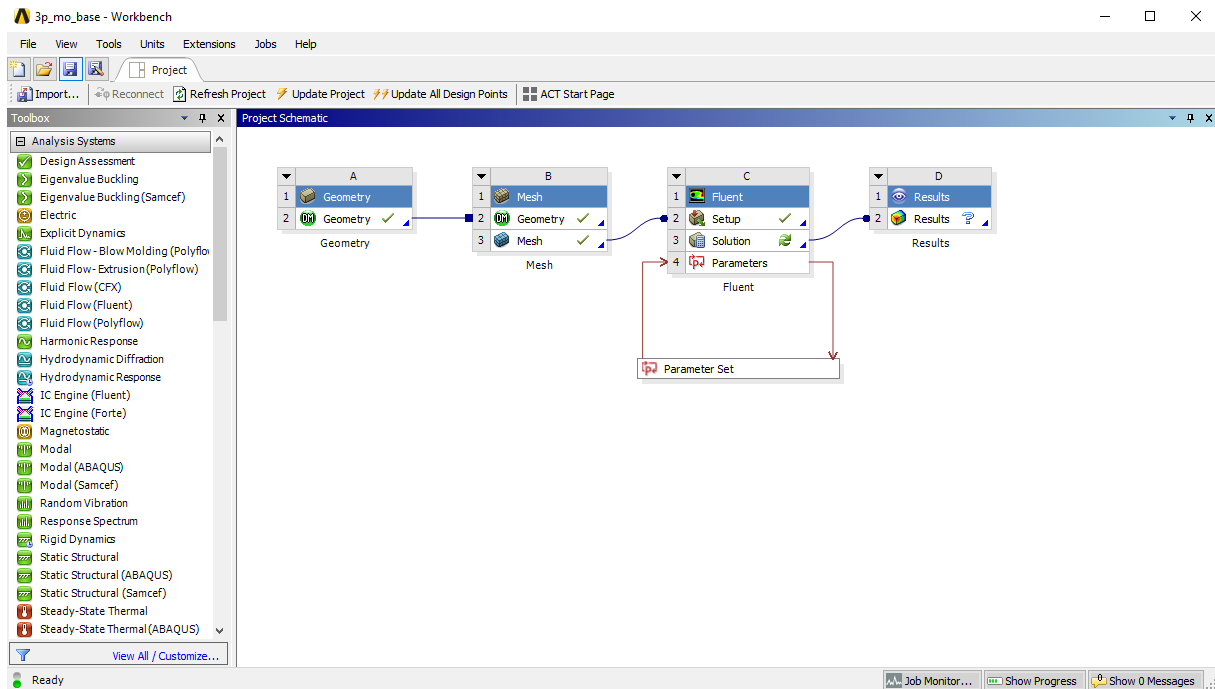 3p_mo_base - Workbench
File View Tools Units Extensions Jobs Help
Project
Import... Reconnect Refresh Project Update Project Update All Design Points ACT Start Page
Toolbox
Analysis Systems
Design Assessment
Eigenvalue Buckling
Eigenvalue Buckling (Samcef)
Electric
Explicit Dynamics
Fluid Flow - Blow Molding (Polyflo
Fluid Flow - Extrusion (Polyflow)
Fluid Flow (CFX)
Fluid Flow (Fluent)
Fluid Flow (Polyflow)
Harmonic Response
Hydrodynamic Diffraction
Hydrodynamic Response
IC Engine (Fluent)
IC Engine (Forte)
Magnetostatic
Modal
Modal (ABAQUS)
Modal (Samcef)
Random Vibration
Response Spectrum
Rigid Dynamics
Static Structural
Static Structural (ABAQUS)
Static Structural (Samcef)
Steady-State Thermal
Steady-State Thermal (ABAQUS)
View All / Customize...
Project Schematic
A
1 Geometry
2 DM Geometry
Geometry
B
1 Mesh
2 DM Geometry
3 Mesh
Mesh
C
1 Fluent
2 Setup
3 Solution
4 Parameters
Fluent
D
1 Results
2 Results ?
Results
Parameter Set
Ready
Job Monitor... Show Progress 0 Show 0 Messages